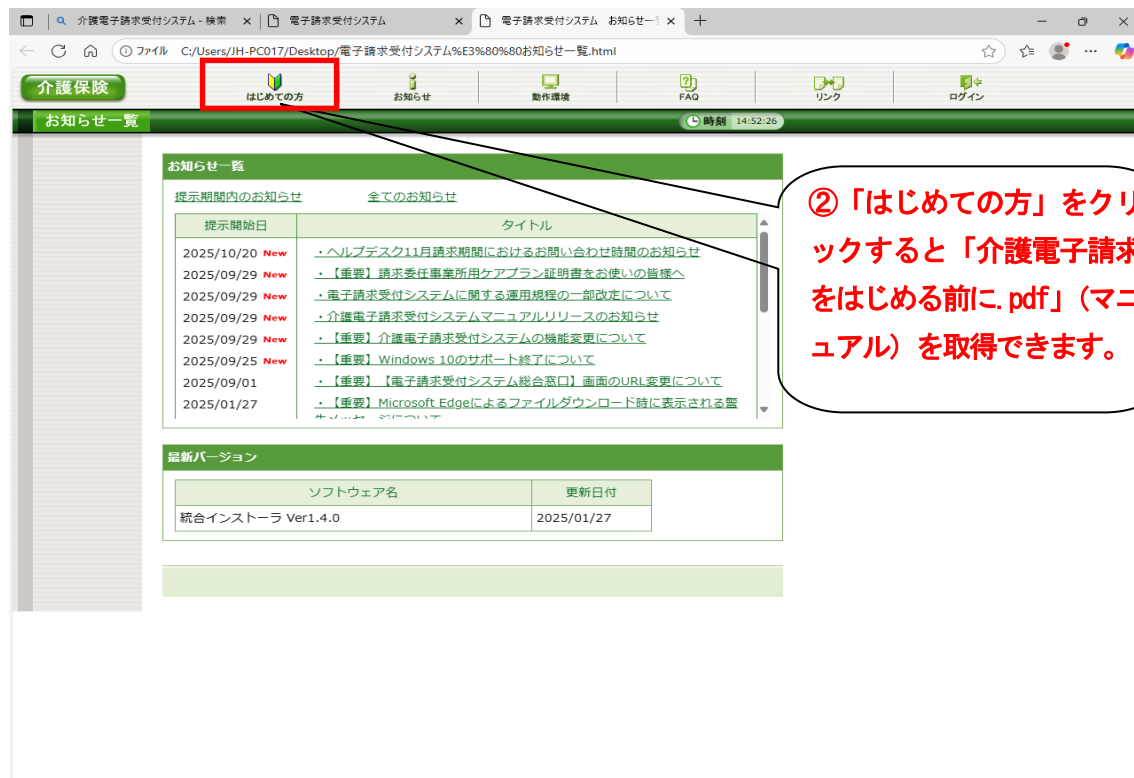 介護電子請求受付システム - 検索
電子請求受付システム
電子請求受付システム　お知らせ一
ファイル C:/Users/JH-PC017/Desktop/電子請求受付システム%E3%80%80お知らせ一覧.html
介護保険
はじめての方
お知らせ
動作環境
FAQ
リンク
ログイン
お知らせ一覧
時刻 14:52:26
お知らせ一覧
提示期間内のお知らせ 全てのお知らせ
提示開始日 タイトル
2025/10/20 New ・ヘルプデスク11月請求期間におけるお問い合わせ時間のお知らせ
2025/09/29 New ・【重要】請求委任事業所用ケアプラン証明書をお使いの皆様へ
2025/09/29 New ・電子請求受付システムに関する運用規程の一部改定について
2025/09/29 New ・介護電子請求受付システムマニュアルリリースのお知らせ
2025/09/29 New ・【重要】介護電子請求受付システムの機能変更について
2025/09/25 New ・【重要】Windows 10のサポート終了について
2025/09/01 ・【重要】【電子請求受付システム総合窓口】画面のURL変更について
2025/01/27 ・【重要】Microsoft Edgeによるファイルダウンロード時に表示される警
②「はじめての方」をクリ
ックすると「介護電子請求
をはじめる前に.pdf」（マニ
ュアル）を取得できます。
最新バージョン
ソフトウェア名 更新日付
統合インストーラ Ver1.4.0 2025/01/27